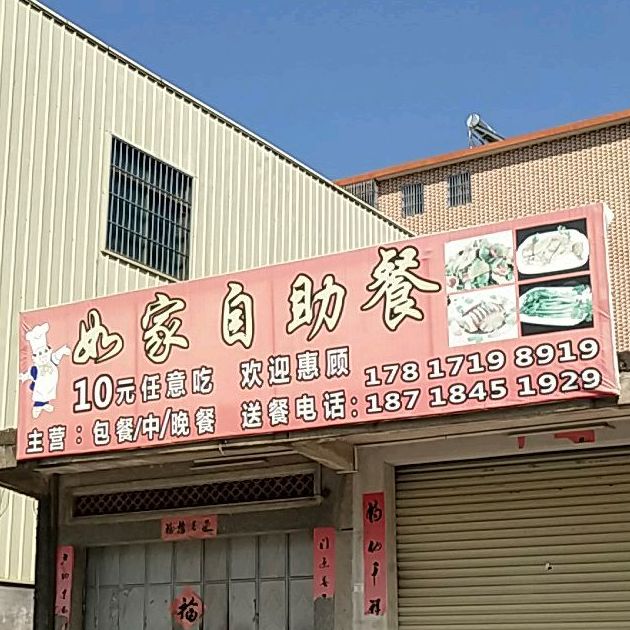 如家自助餐
10元任意吃 欢迎惠顾 178 1719 8919
主营：包餐/中/晚餐 送餐电话：187 1845 1929
福